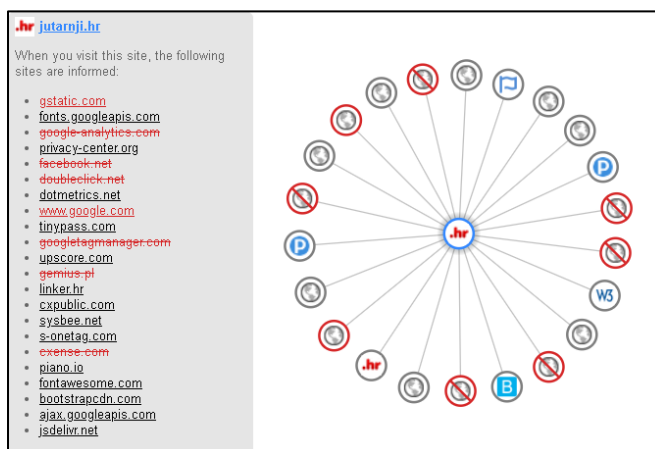 .hr jutarnji.hr
When you visit this site, the following
sites are informed:
gstatic.com
fonts.googleapis.com
google-analytics.com
privacy-center.org
facebook.net
doubleclick.net
dotmetrics.net
www.google.com
tinypass.com
googletagmanager.com
upscore.com
gemius.pl
linker.hr
cxpublic.com
sysbee.net
s-onetag.com
cxense.com
piano.io
fontawesome.com
bootstrapcdn.com
ajax.googleapis.com
jsdelivr.net
P
.hr
P
W3
.hr
B